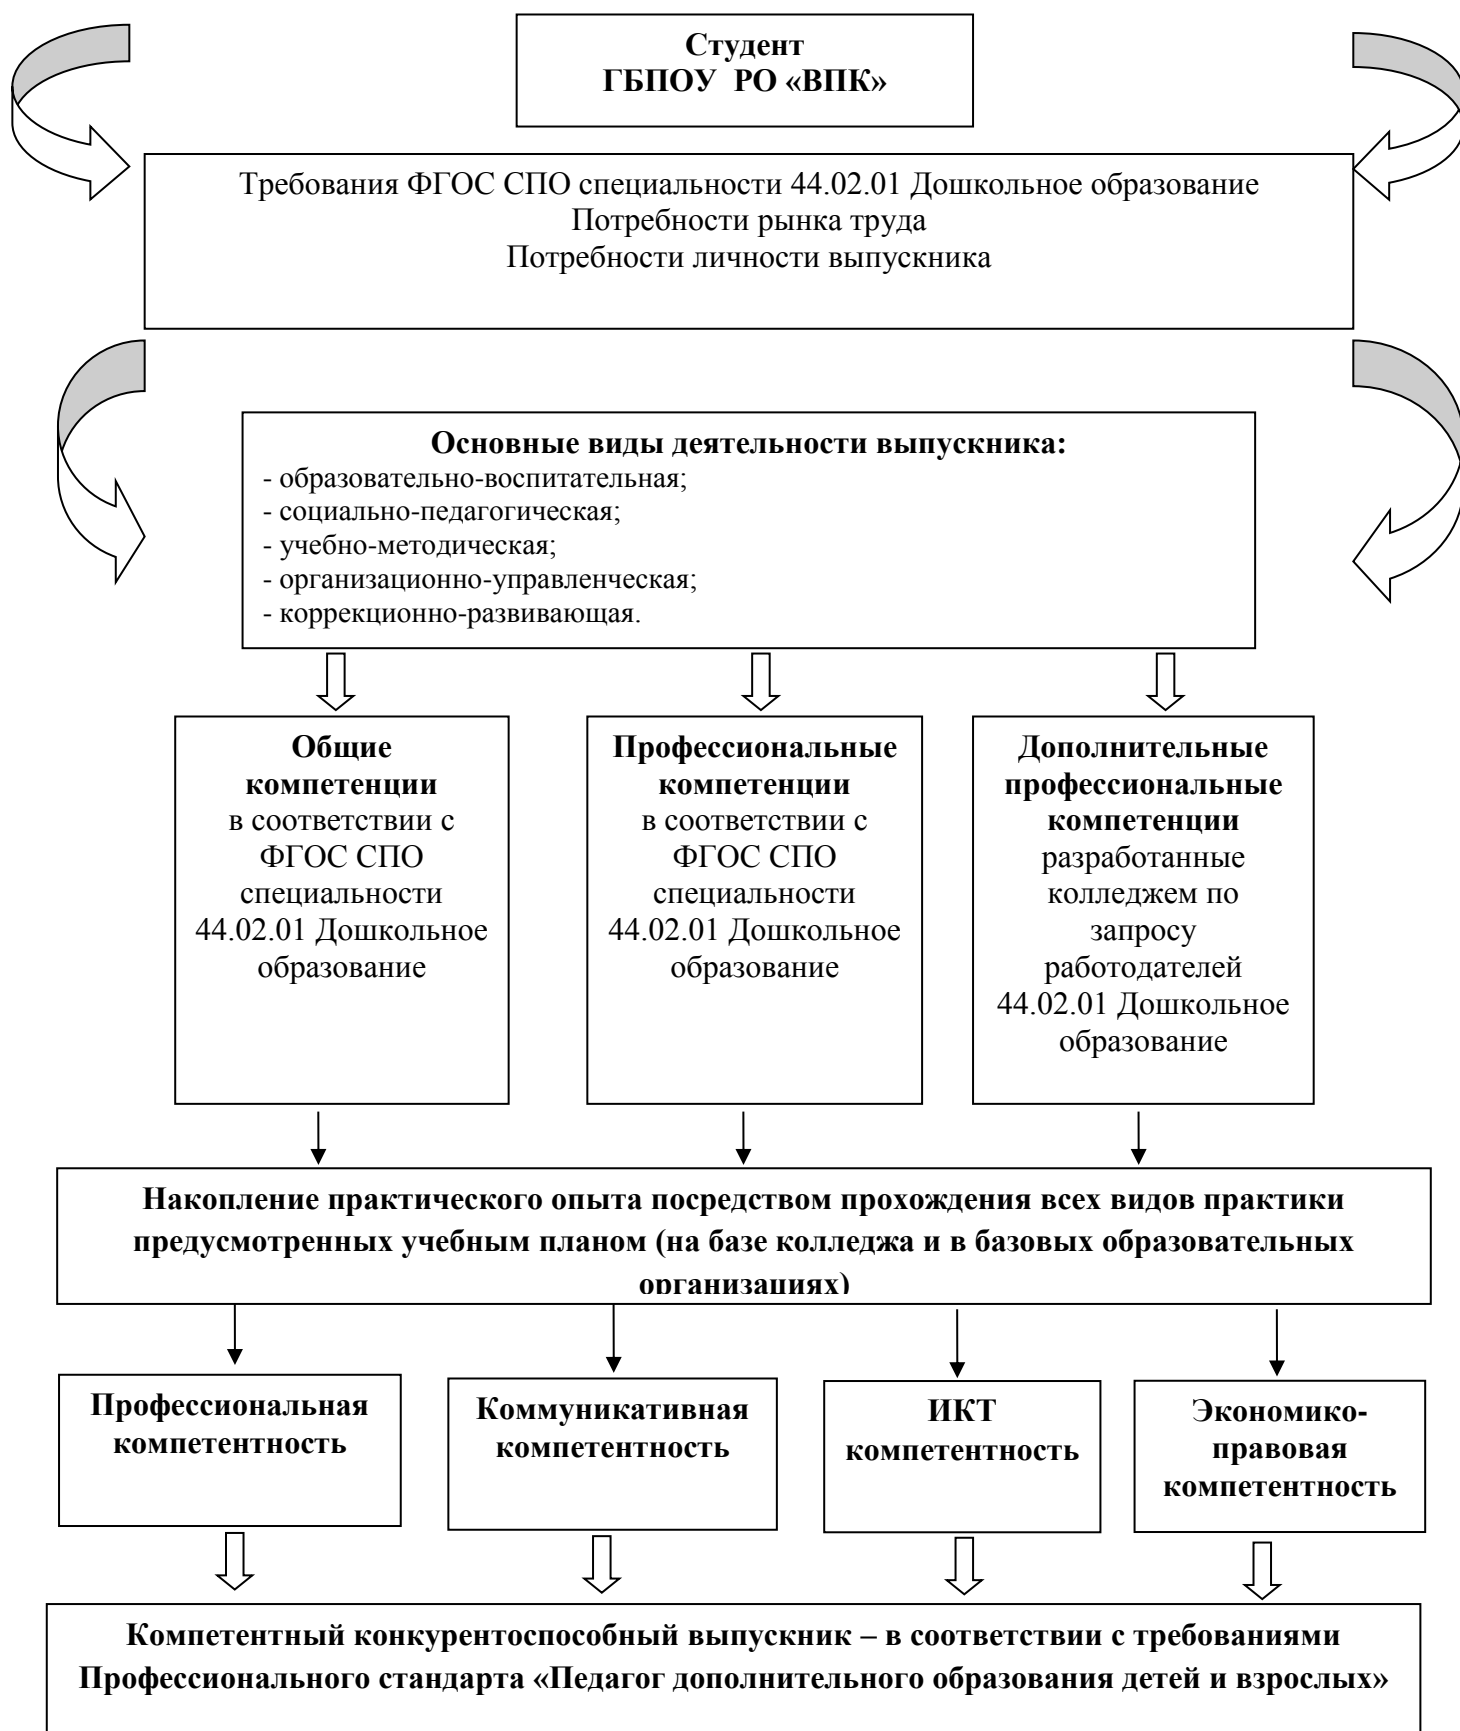 Студент
ГБПОУ РО «ВПК»
Требования ФГОС СПО специальности 44.02.01 Дошкольное образование
Потребности рынка труда
Потребности личности выпускника
Основные виды деятельности выпускника:
- образовательно-воспитательная;
- социально-педагогическая;
- учебно-методическая;
- организационно-управленческая;
- коррекционно-развивающая.
Общие
компетенции
в соответствии с
ФГОС СПО
специальности
44.02.01 Дошкольное
образование
Профессиональные
компетенции
в соответствии с
ФГОС СПО
специальности
44.02.01 Дошкольное
образование
Дополнительные
профессиональные
компетенции
разработанные
колледжем по
запросу
работодателей
44.02.01 Дошкольное
образование
Накопление практического опыта посредством прохождения всех видов практики
предусмотренных учебным планом (на базе колледжа и в базовых образовательных
организациях)
Профессиональная
компетентность
Коммуникативная
компетентность
ИКТ
компетентность
Экономико-
правовая
компетентность
Компетентный конкурентоспособный выпускник – в соответствии с требованиями
Профессионального стандарта «Педагог дополнительного образования детей и взрослых»